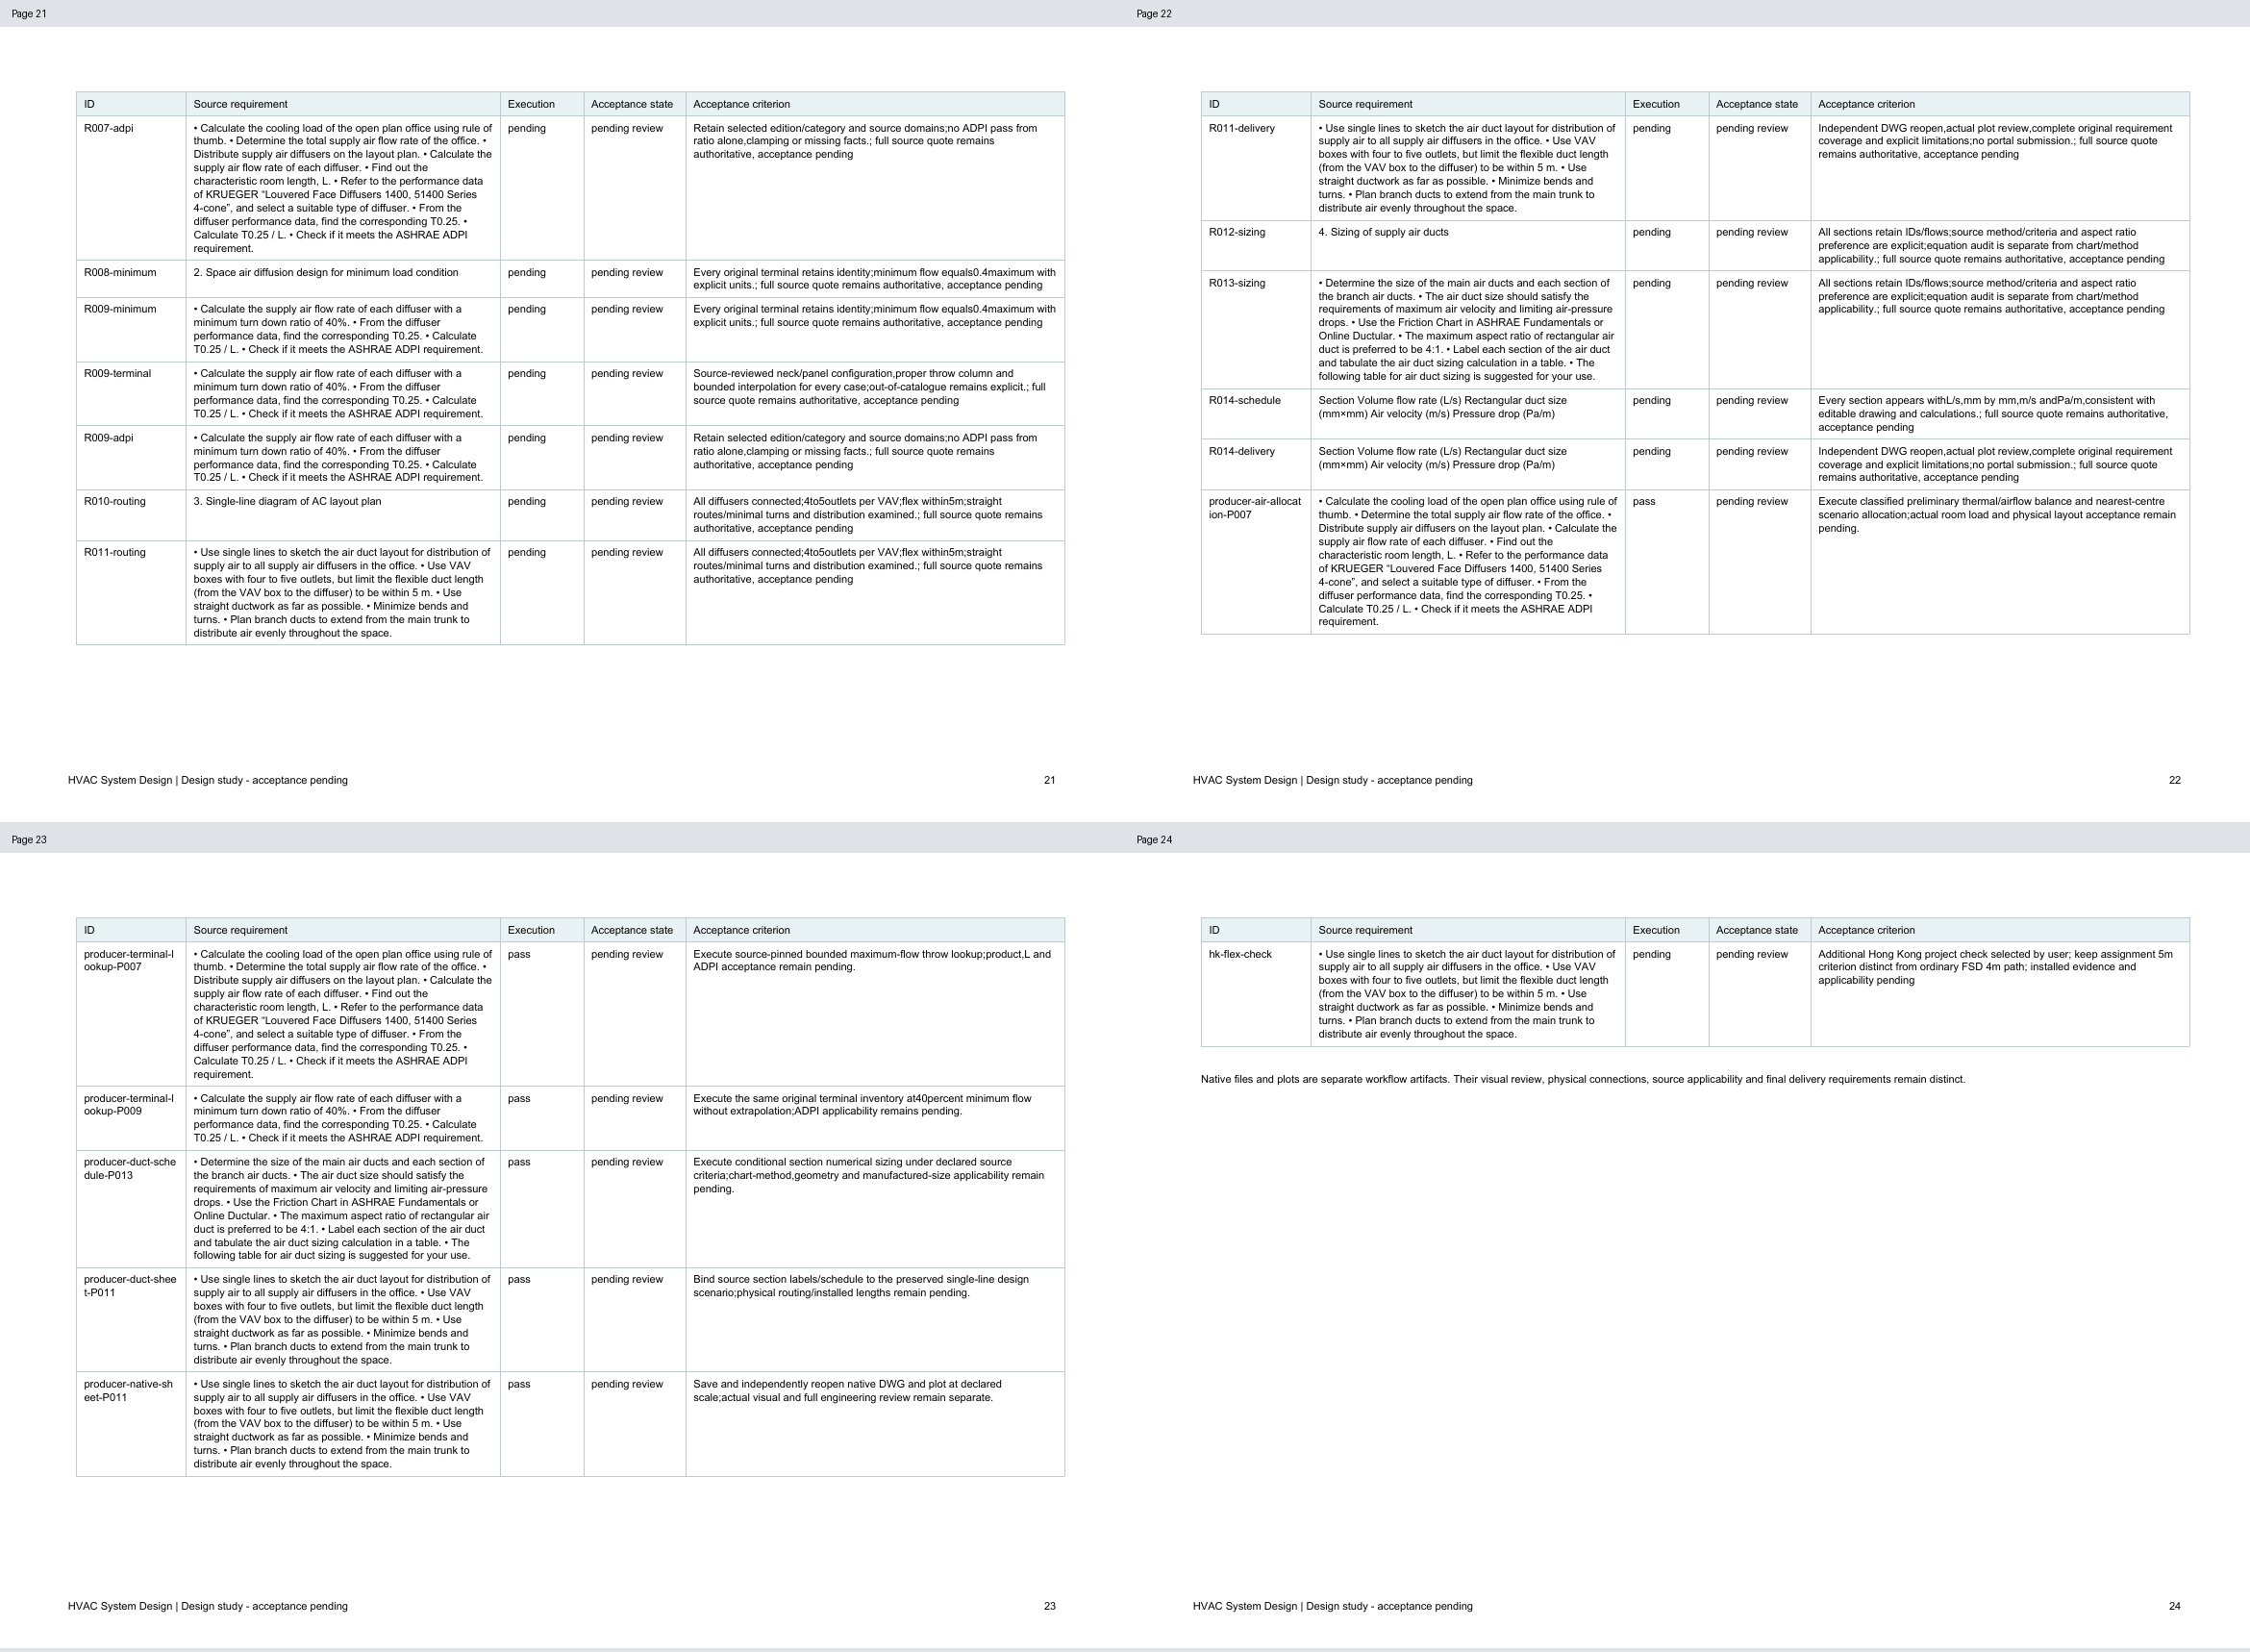 Page 21
ID Source requirement Execution Acceptance state Acceptance criterion
R007-adpi
• Calculate the cooling load of the open plan office using rule of
thumb. • Determine the total supply air flow rate of the office. •
Distribute supply air diffusers on the layout plan. • Calculate the
supply air flow rate of each diffuser. • Find out the
characteristic room length, L. • Refer to the performance data
of KRUEGER “Louvered Face Diffusers 1400, 51400 Series
4-cone”, and select a suitable type of diffuser. • From the
diffuser performance data, find the corresponding T0.25. •
Calculate T0.25 / L. • Check if it meets the ASHRAE ADPI
requirement.
pending
pending review
Retain selected edition/category and source domains;no ADPI pass from
ratio alone,clamping or missing facts.; full source quote remains
authoritative, acceptance pending
R008-minimum
2. Space air diffusion design for minimum load condition
pending
pending review
Every original terminal retains identity;minimum flow equals0.4maximum with
explicit units.; full source quote remains authoritative, acceptance pending
R009-minimum
• Calculate the supply air flow rate of each diffuser with a
minimum turn down ratio of 40%. • From the diffuser
performance data, find the corresponding T0.25. • Calculate
T0.25 / L. • Check if it meets the ASHRAE ADPI requirement.
pending
pending review
Every original terminal retains identity;minimum flow equals0.4maximum with
explicit units.; full source quote remains authoritative, acceptance pending
R009-terminal
• Calculate the supply air flow rate of each diffuser with a
minimum turn down ratio of 40%. • From the diffuser
performance data, find the corresponding T0.25. • Calculate
T0.25 / L. • Check if it meets the ASHRAE ADPI requirement.
pending
pending review
Source-reviewed neck/panel configuration,proper throw column and
bounded interpolation for every case;out-of-catalogue remains explicit.; full
source quote remains authoritative, acceptance pending
R009-adpi
• Calculate the supply air flow rate of each diffuser with a
minimum turn down ratio of 40%. • From the diffuser
performance data, find the corresponding T0.25. • Calculate
T0.25 / L. • Check if it meets the ASHRAE ADPI requirement.
pending
pending review
Retain selected edition/category and source domains;no ADPI pass from
ratio alone,clamping or missing facts.; full source quote remains
authoritative, acceptance pending
R010-routing
3. Single-line diagram of AC layout plan
pending
pending review
All diffusers connected;4to5outlets per VAV;flex within5m;straight
routes/minimal turns and distribution examined.; full source quote remains
authoritative, acceptance pending
R011-routing
• Use single lines to sketch the air duct layout for distribution of
supply air to all supply air diffusers in the office. • Use VAV
boxes with four to five outlets, but limit the flexible duct length
(from the VAV box to the diffuser) to be within 5 m. • Use
straight ductwork as far as possible. • Minimize bends and
turns. • Plan branch ducts to extend from the main trunk to
distribute air evenly throughout the space.
pending
pending review
All diffusers connected;4to5outlets per VAV;flex within5m;straight
routes/minimal turns and distribution examined.; full source quote remains
authoritative, acceptance pending
HVAC System Design | Design study - acceptance pending 21
Page 22
ID Source requirement Execution Acceptance state Acceptance criterion
R011-delivery
• Use single lines to sketch the air duct layout for distribution of
supply air to all supply air diffusers in the office. • Use VAV
boxes with four to five outlets, but limit the flexible duct length
(from the VAV box to the diffuser) to be within 5 m. • Use
straight ductwork as far as possible. • Minimize bends and
turns. • Plan branch ducts to extend from the main trunk to
distribute air evenly throughout the space.
pending
pending review
Independent DWG reopen,actual plot review,complete original requirement
coverage and explicit limitations;no portal submission.; full source quote
remains authoritative, acceptance pending
R012-sizing
4. Sizing of supply air ducts
pending
pending review
All sections retain IDs/flows;source method/criteria and aspect ratio
preference are explicit;equation audit is separate from chart/method
applicability.; full source quote remains authoritative, acceptance pending
R013-sizing
• Determine the size of the main air ducts and each section of
the branch air ducts. • The air duct size should satisfy the
requirements of maximum air velocity and limiting air-pressure
drops. • Use the Friction Chart in ASHRAE Fundamentals or
Online Ductular. • The maximum aspect ratio of rectangular air
duct is preferred to be 4:1. • Label each section of the air duct
and tabulate the air duct sizing calculation in a table. • The
following table for air duct sizing is suggested for your use.
pending
pending review
All sections retain IDs/flows;source method/criteria and aspect ratio
preference are explicit;equation audit is separate from chart/method
applicability.; full source quote remains authoritative, acceptance pending
R014-schedule
Section Volume flow rate (L/s) Rectangular duct size
(mm×mm) Air velocity (m/s) Pressure drop (Pa/m)
pending
pending review
Every section appears withL/s,mm by mm,m/s andPa/m,consistent with
editable drawing and calculations.; full source quote remains authoritative,
acceptance pending
R014-delivery
Section Volume flow rate (L/s) Rectangular duct size
(mm×mm) Air velocity (m/s) Pressure drop (Pa/m)
pending
pending review
Independent DWG reopen,actual plot review,complete original requirement
coverage and explicit limitations;no portal submission.; full source quote
remains authoritative, acceptance pending
producer-air-allocat
ion-P007
• Calculate the cooling load of the open plan office using rule of
thumb. • Determine the total supply air flow rate of the office. •
Distribute supply air diffusers on the layout plan. • Calculate the
supply air flow rate of each diffuser. • Find out the
characteristic room length, L. • Refer to the performance data
of KRUEGER “Louvered Face Diffusers 1400, 51400 Series
4-cone”, and select a suitable type of diffuser. • From the
diffuser performance data, find the corresponding T0.25. •
Calculate T0.25 / L. • Check if it meets the ASHRAE ADPI
requirement.
pass
pending review
Execute classified preliminary thermal/airflow balance and nearest-centre
scenario allocation;actual room load and physical layout acceptance remain
pending.
HVAC System Design | Design study - acceptance pending 22
Page 23
ID Source requirement Execution Acceptance state Acceptance criterion
producer-terminal-l
ookup-P007
• Calculate the cooling load of the open plan office using rule of
thumb. • Determine the total supply air flow rate of the office. •
Distribute supply air diffusers on the layout plan. • Calculate the
supply air flow rate of each diffuser. • Find out the
characteristic room length, L. • Refer to the performance data
of KRUEGER “Louvered Face Diffusers 1400, 51400 Series
4-cone”, and select a suitable type of diffuser. • From the
diffuser performance data, find the corresponding T0.25. •
Calculate T0.25 / L. • Check if it meets the ASHRAE ADPI
requirement.
pass
pending review
Execute source-pinned bounded maximum-flow throw lookup;product,L and
ADPI acceptance remain pending.
producer-terminal-l
ookup-P009
• Calculate the supply air flow rate of each diffuser with a
minimum turn down ratio of 40%. • From the diffuser
performance data, find the corresponding T0.25. • Calculate
T0.25 / L. • Check if it meets the ASHRAE ADPI requirement.
pass
pending review
Execute the same original terminal inventory at40percent minimum flow
without extrapolation;ADPI applicability remains pending.
producer-duct-sche
dule-P013
• Determine the size of the main air ducts and each section of
the branch air ducts. • The air duct size should satisfy the
requirements of maximum air velocity and limiting air-pressure
drops. • Use the Friction Chart in ASHRAE Fundamentals or
Online Ductular. • The maximum aspect ratio of rectangular air
duct is preferred to be 4:1. • Label each section of the air duct
and tabulate the air duct sizing calculation in a table. • The
following table for air duct sizing is suggested for your use.
pass
pending review
Execute conditional section numerical sizing under declared source
criteria;chart-method,geometry and manufactured-size applicability remain
pending.
producer-duct-shee
t-P011
• Use single lines to sketch the air duct layout for distribution of
supply air to all supply air diffusers in the office. • Use VAV
boxes with four to five outlets, but limit the flexible duct length
(from the VAV box to the diffuser) to be within 5 m. • Use
straight ductwork as far as possible. • Minimize bends and
turns. • Plan branch ducts to extend from the main trunk to
distribute air evenly throughout the space.
pass
pending review
Bind source section labels/schedule to the preserved single-line design
scenario;physical routing/installed lengths remain pending.
producer-native-sh
eet-P011
• Use single lines to sketch the air duct layout for distribution of
supply air to all supply air diffusers in the office. • Use VAV
boxes with four to five outlets, but limit the flexible duct length
(from the VAV box to the diffuser) to be within 5 m. • Use
straight ductwork as far as possible. • Minimize bends and
turns. • Plan branch ducts to extend from the main trunk to
distribute air evenly throughout the space.
pass
pending review
Save and independently reopen native DWG and plot at declared
scale;actual visual and full engineering review remain separate.
HVAC System Design | Design study - acceptance pending 23
Page 24
ID Source requirement Execution Acceptance state Acceptance criterion
hk-flex-check
• Use single lines to sketch the air duct layout for distribution of
supply air to all supply air diffusers in the office. • Use VAV
boxes with four to five outlets, but limit the flexible duct length
(from the VAV box to the diffuser) to be within 5 m. • Use
straight ductwork as far as possible. • Minimize bends and
turns. • Plan branch ducts to extend from the main trunk to
distribute air evenly throughout the space.
pending
pending review
Additional Hong Kong project check selected by user; keep assignment 5m
criterion distinct from ordinary FSD 4m path; installed evidence and
applicability pending
Native files and plots are separate workflow artifacts. Their visual review, physical connections, source applicability and final delivery requirements remain distinct.
HVAC System Design | Design study - acceptance pending 24